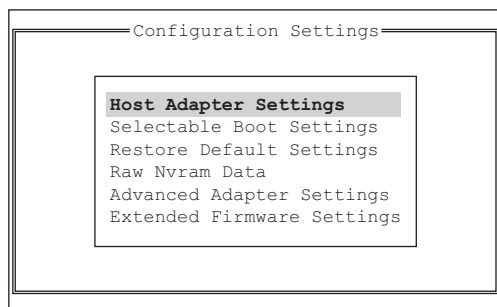 Configuration Settings
Host Adapter Settings
Selectable Boot Settings
Restore Default Settings
Raw Nvram Data
Advanced Adapter Settings
Extended Firmware Settings